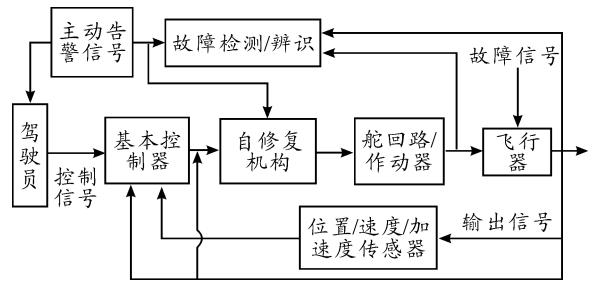 主动告
警信号
故障检测/辨识
故障信号
驾
驶
员
控制
信号
基本控
制器
自修复
机构
舵回路/
作动器
飞行
器
位置/速度/加
速度传感器
输出信号